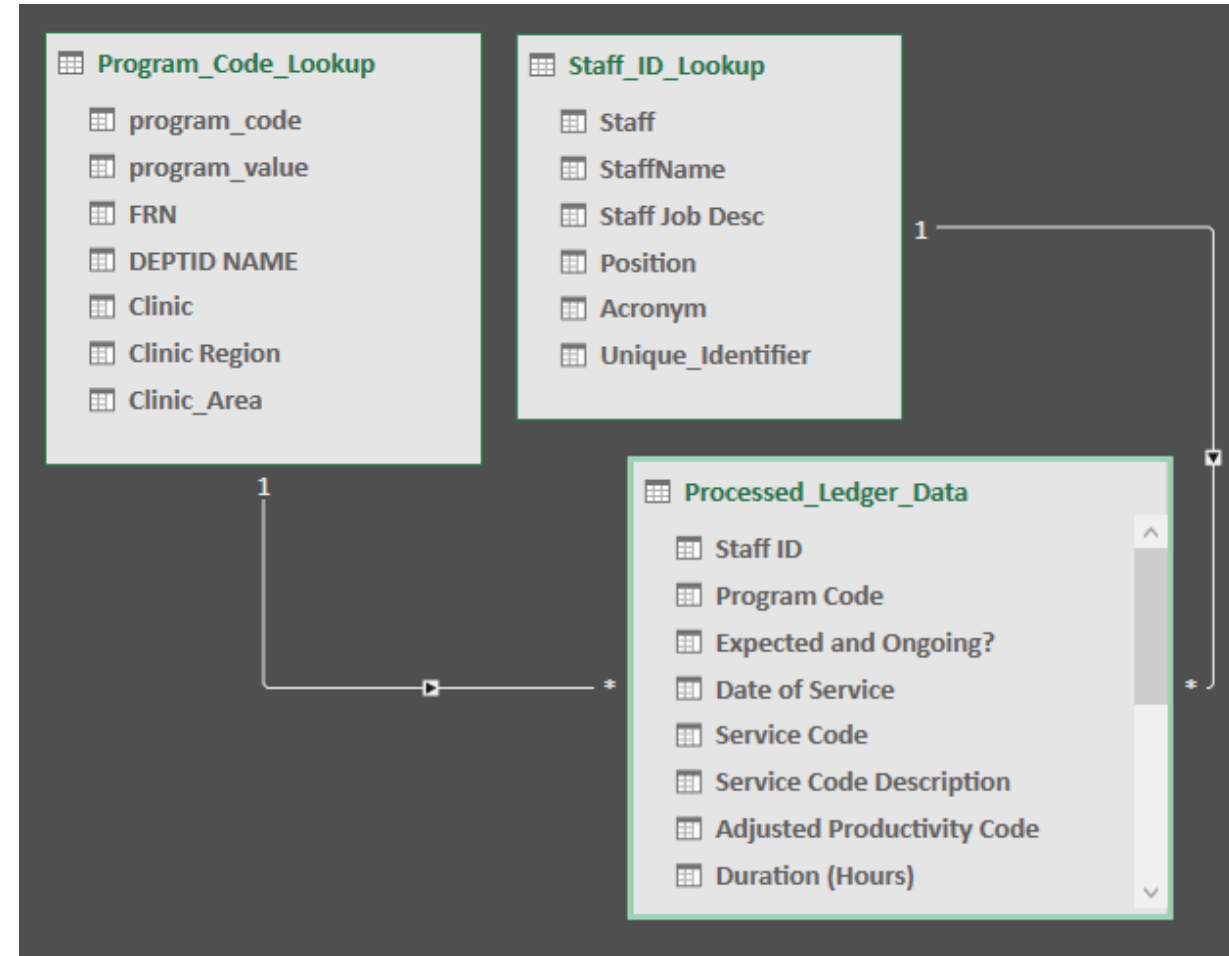 Program_Code_Lookup
program_code
program_value
FRN
DEPTID NAME
Clinic
Clinic Region
Clinic_Area
1
Staff_ID_Lookup
Staff
StaffName
Staff Job Desc
Position
Acronym
Unique_Identifier
1
Processed_Ledger_Data
Staff ID
Program Code
Expected and Ongoing?
Date of Service
Service Code
Service Code Description
Adjusted Productivity Code
Duration (Hours)
*
*